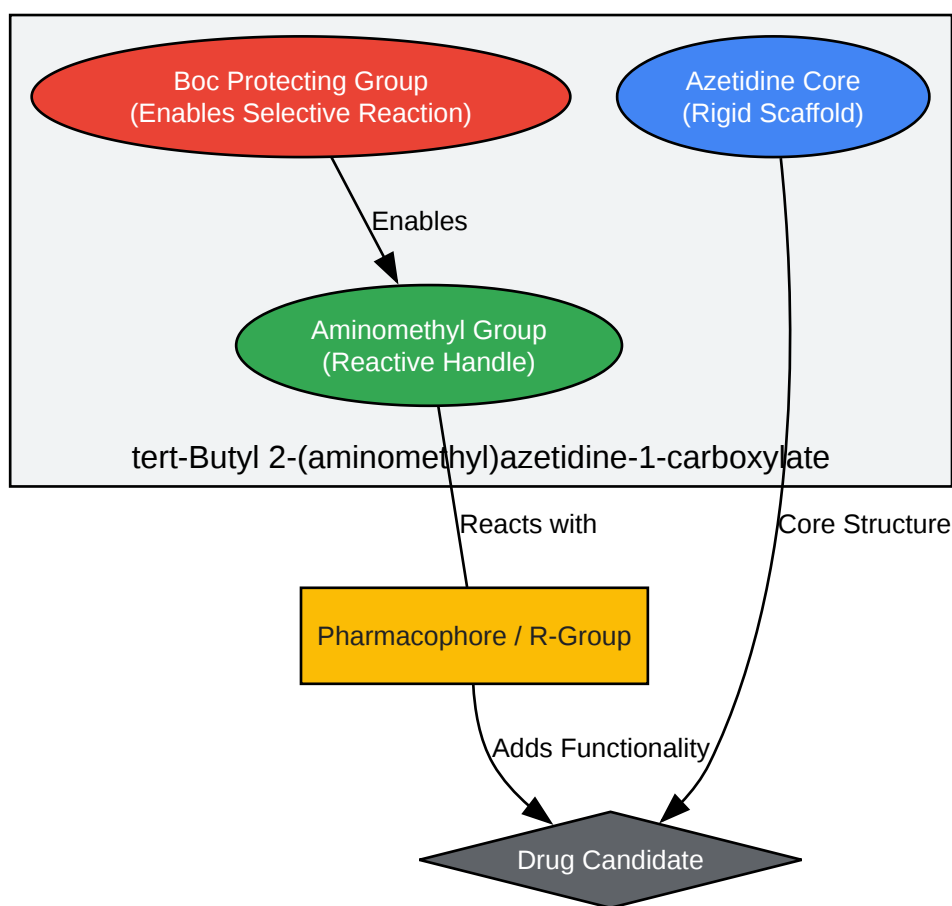 Boc Protecting Group
(Enables Selective Reaction)
Azetidine Core
(Rigid Scaffold)
Enables
Aminomethyl Group
(Reactive Handle)
tert-Butyl 2-(aminomethyl)azetidine-1-carboxylate
Reacts with
Core Structure
Pharmacophore / R-Group
Adds Functionality
Drug Candidate